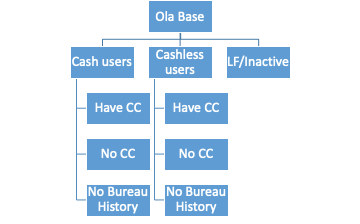 Ola Base
Cash users
Cashless
users
LF/Inactive
Have CC
Have CC
No CC
No CC
No Bureau
History
No Bureau
History